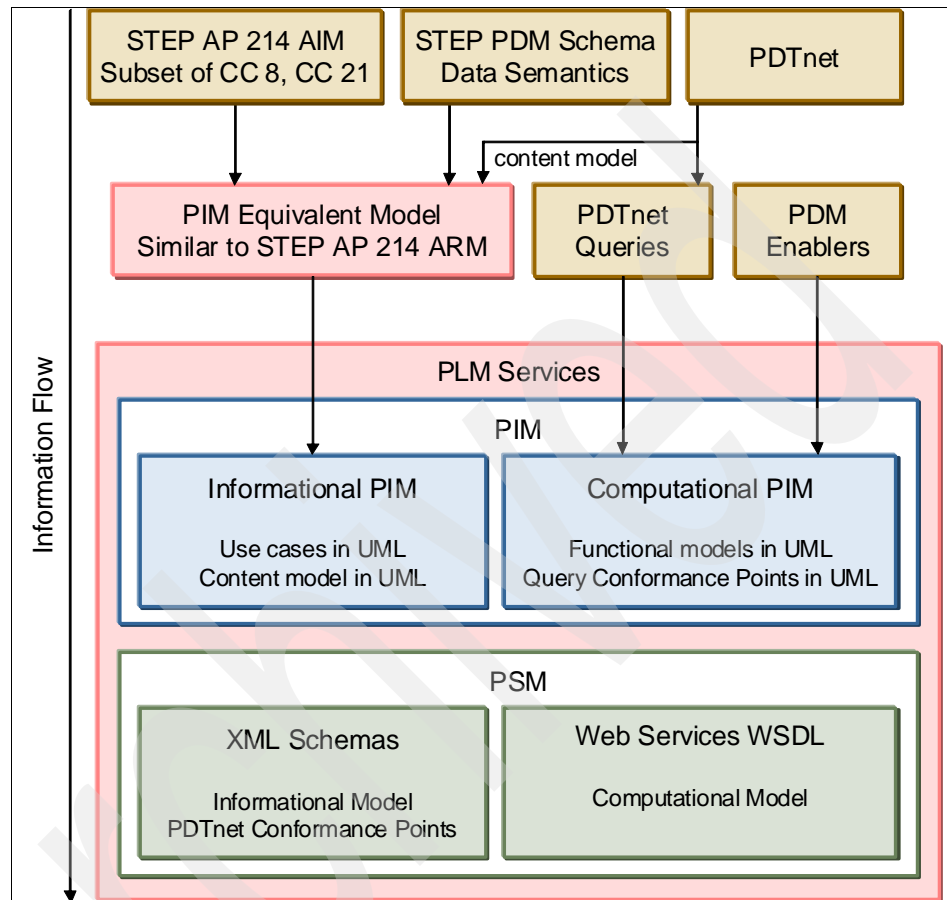 STEP AP 214 AIM
Subset of CC 8, CC 21
STEP PDM Schema
Data Semantics
PDTnet
content model
PIM Equivalent Model
Similar to STEP AP 214 ARM
PDTnet
Queries
PDM
Enablers
Information Flow
PLM Services
PIM
Informational PIM
Use cases in UML
Content model in UML
Computational PIM
Functional models in UML
Query Conformance Points in UML
PSM
XML Schemas
Informational Model
PDTnet Conformance Points
Web Services WSDL
Computational Model
rchived